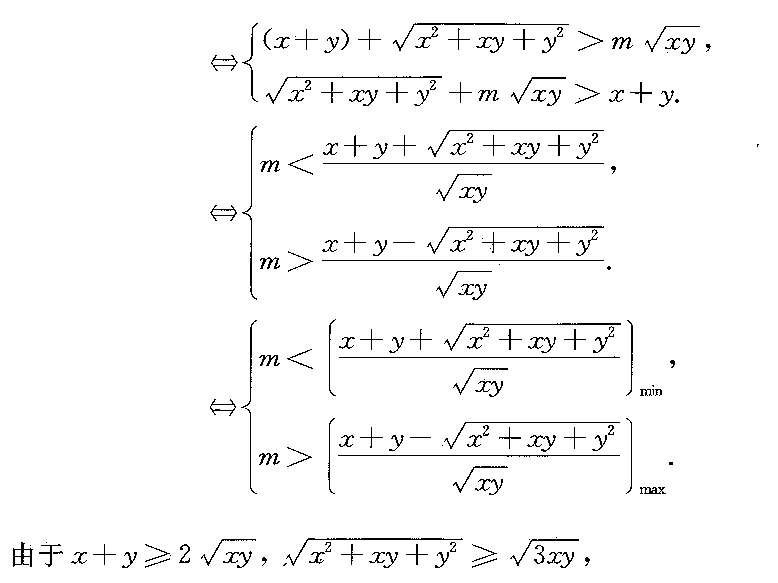 ⇔ { (x+y)+√(x²+xy+y²)>m√(xy),
√(x²+xy+y²)+m√(xy)>x+y.
⇔ { m<(x+y+√(x²+xy+y²))/√(xy),
m>(x+y-√(x²+xy+y²))/√(xy).
⇔ { m<[(x+y+√(x²+xy+y²))/√(xy)]min,
m>[(x+y-√(x²+xy+y²))/√(xy)]max.
由于 x+y≥2√(xy), √(x²+xy+y²)≥√(3xy),